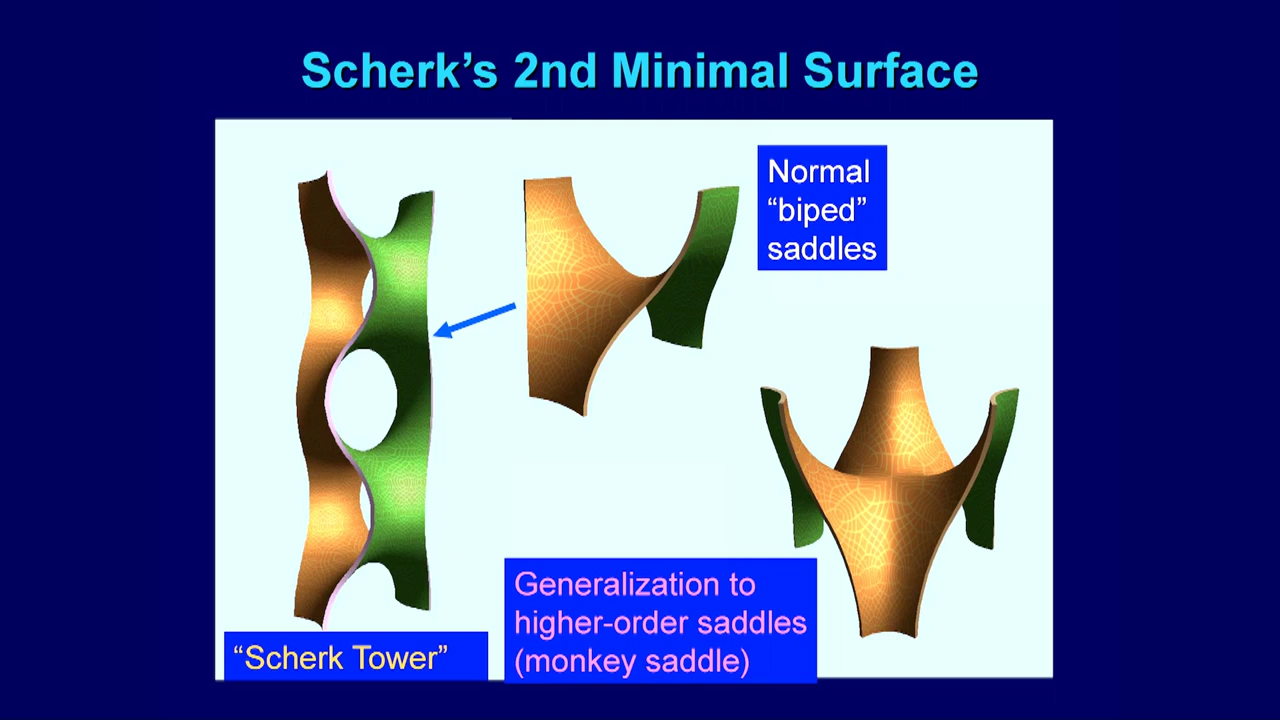 Scherk’s 2nd Minimal Surface
Normal
“biped”
saddles
Generalization to
higher-order saddles
(monkey saddle)
“Scherk Tower”